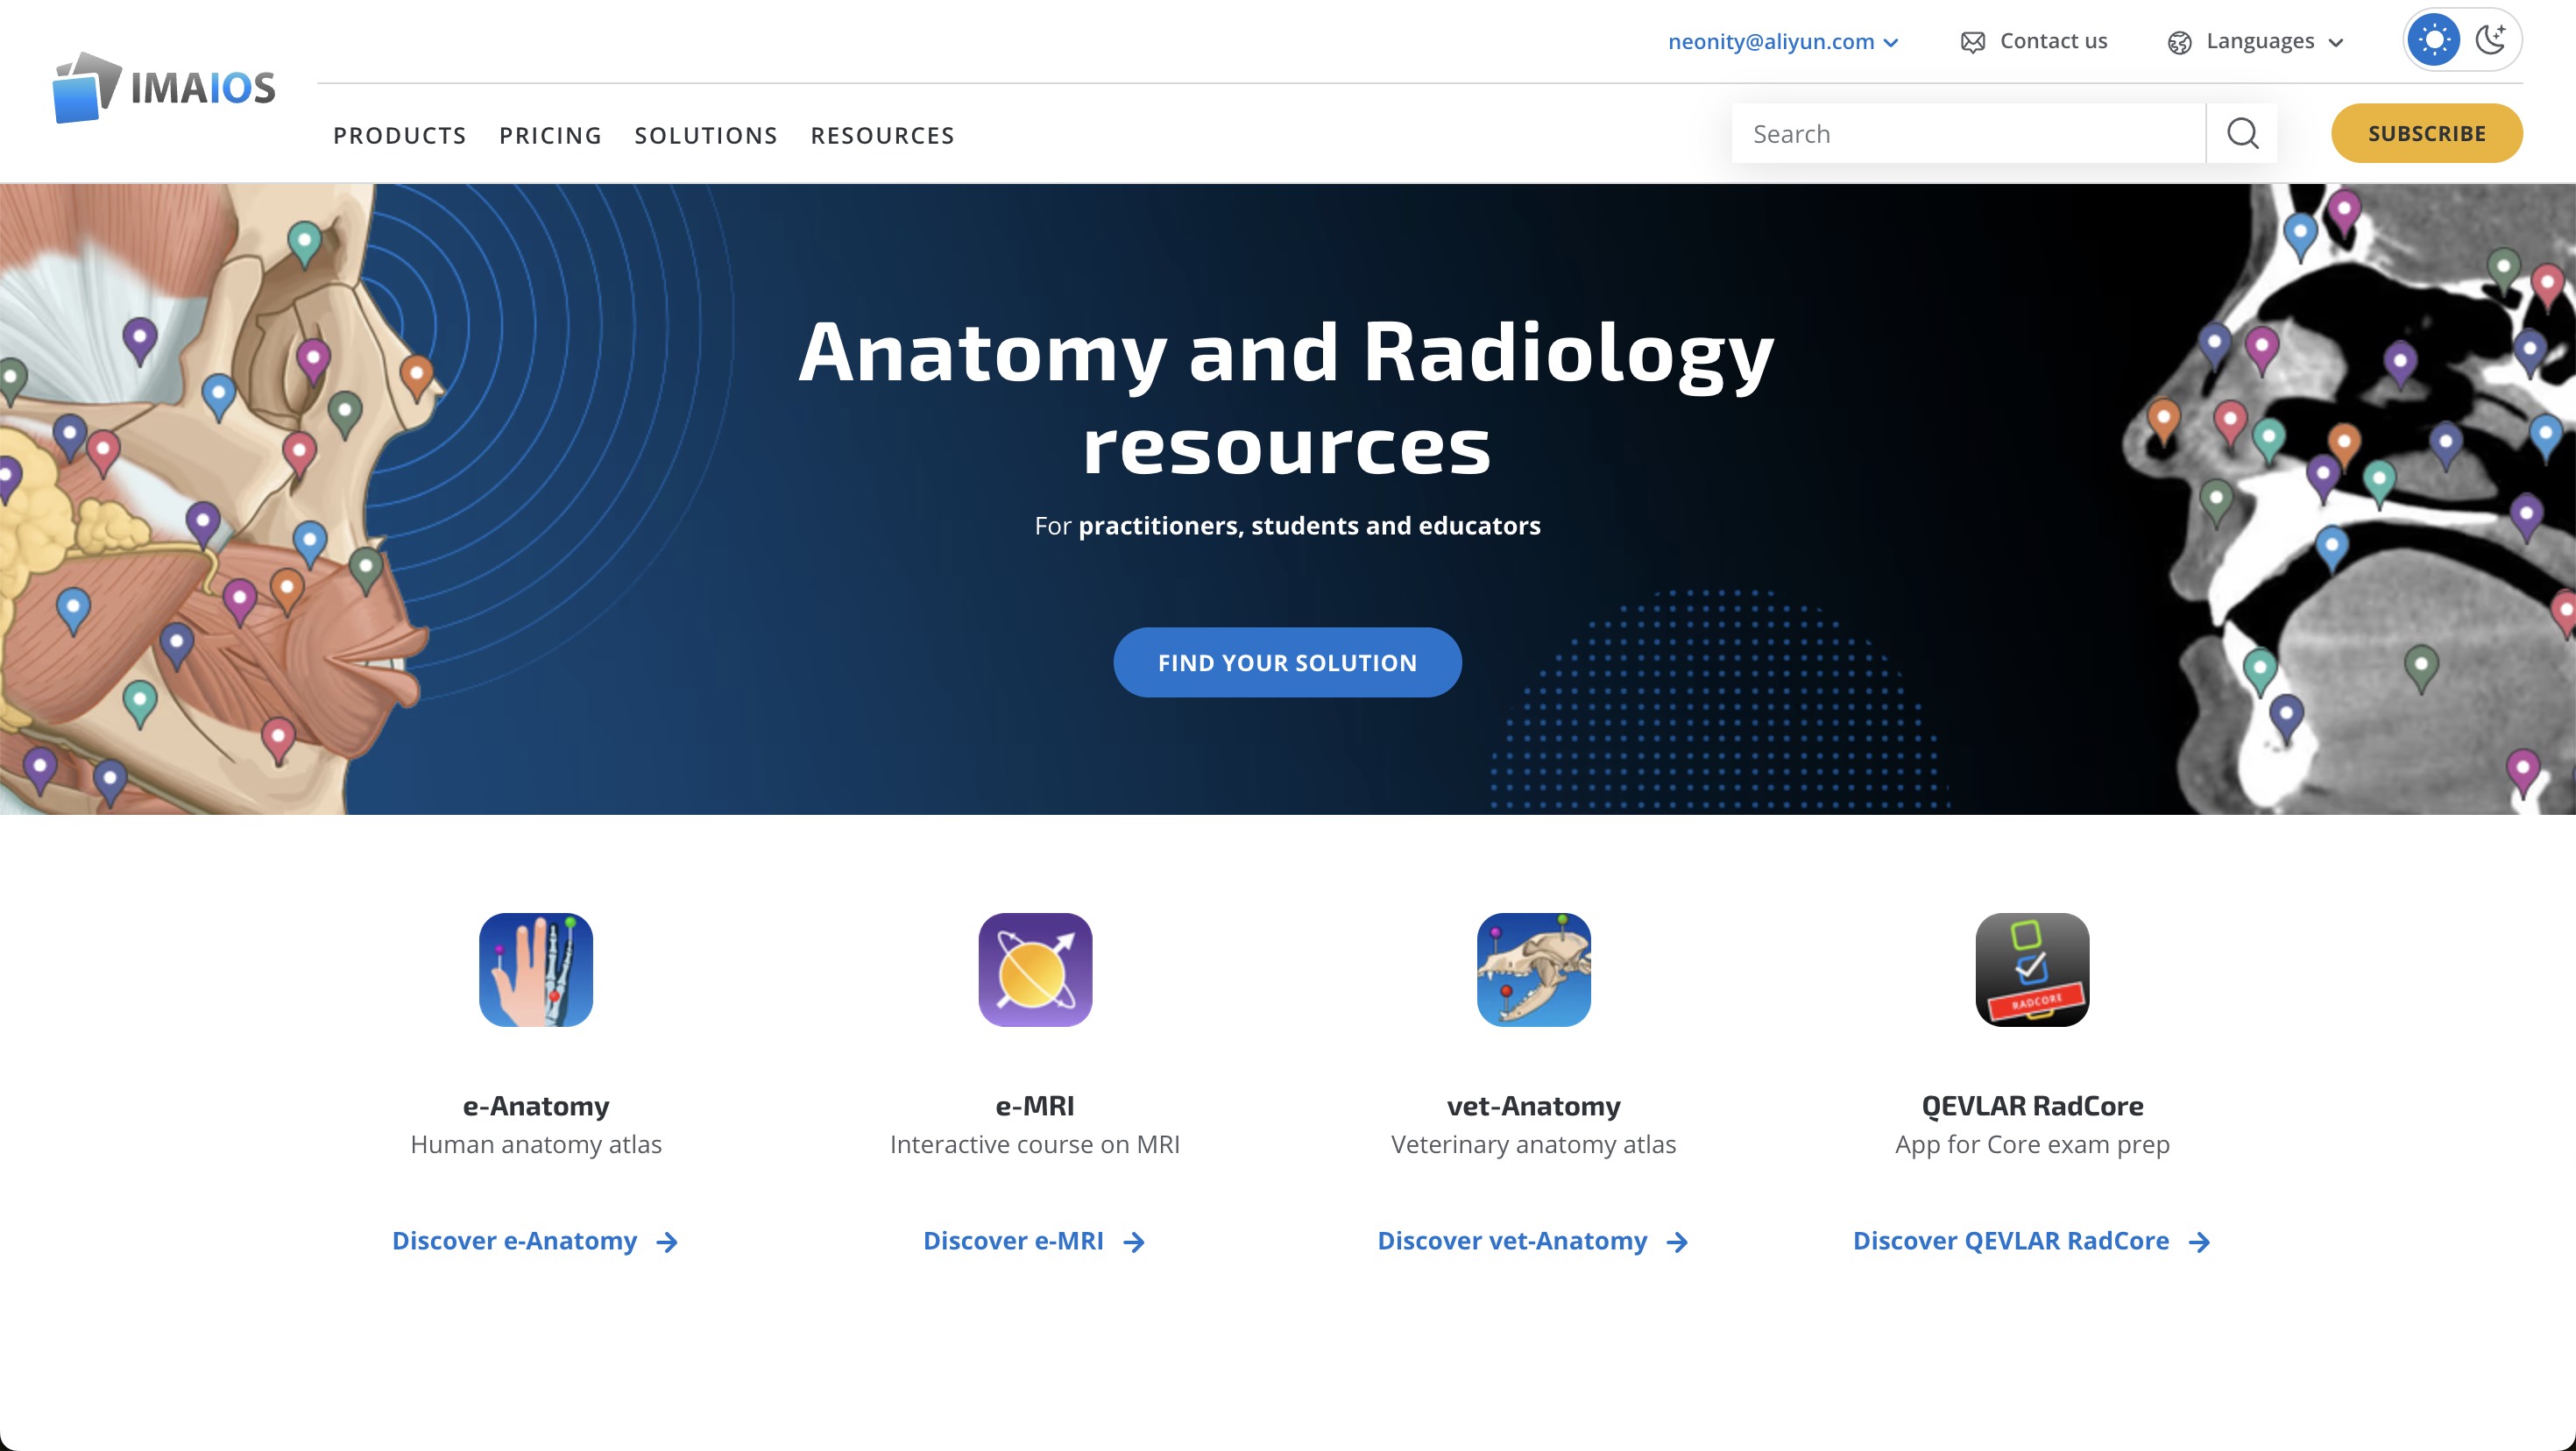 neonity@aliyun.com
Contact us
Languages
IMAIOS
PRODUCTS PRICING SOLUTIONS RESOURCES
Search
SUBSCRIBE
Anatomy and Radiology
resources
For practitioners, students and educators
FIND YOUR SOLUTION
RADCORE
e-Anatomy
Human anatomy atlas
Discover e-Anatomy
e-MRI
Interactive course on MRI
Discover e-MRI
vet-Anatomy
Veterinary anatomy atlas
Discover vet-Anatomy
QEVLAR RadCore
App for Core exam prep
Discover QEVLAR RadCore